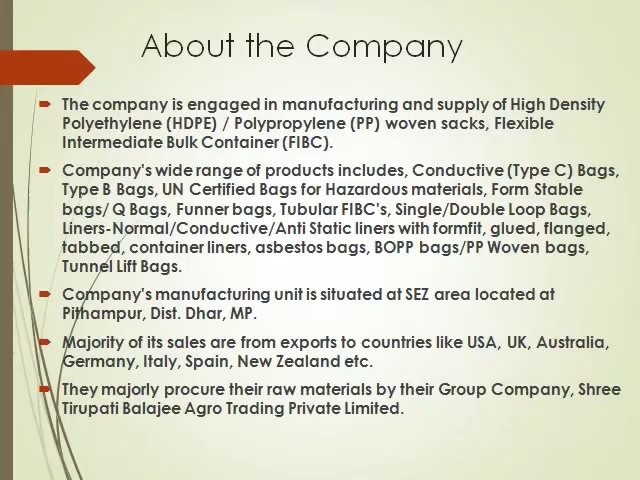 About the Company
The company is engaged in manufacturing and supply of High Density
Polyethylene (HDPE) / Polypropylene (PP) woven sacks, Flexible
Intermediate Bulk Container (FIBC).
Company's wide range of products includes, Conductive (Type C) Bags,
Type B Bags, UN Certified Bags for Hazardous materials, Form Stable
bags/ Q Bags, Funner bags, Tubular FIBC's, Single/Double Loop Bags,
Liners-Normal/Conductive/Anti Static liners with formfit, glued, flanged,
tabbed, container liners, asbestos bags, BOPP bags/PP Woven bags,
Tunnel Lift Bags.
Company's manufacturing unit is situated at SEZ area located at
Pithampur, Dist. Dhar, MP.
Majority of its sales are from exports to countries like USA, UK, Australia,
Germany, Italy, Spain, New Zealand etc.
They majorly procure their raw materials by their Group Company, Shree
Tirupati Balajee Agro Trading Private Limited.